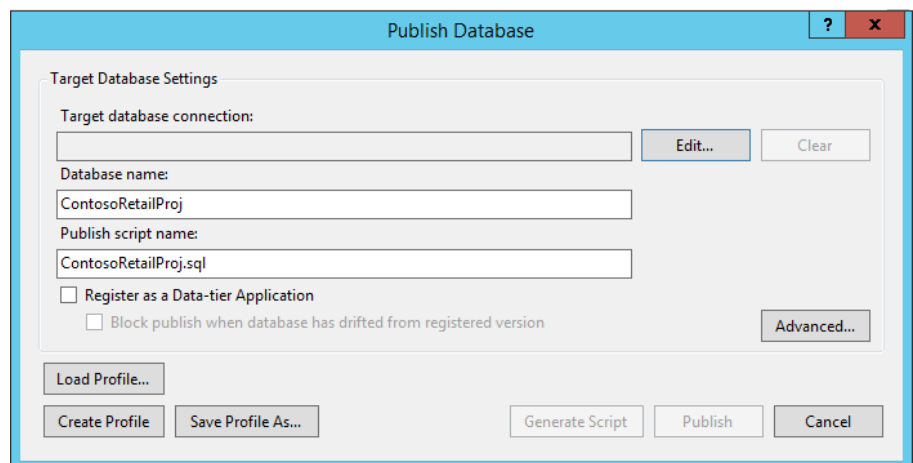 Publish Database
? x
Target Database Settings
Target database connection:
Edit... Clear
Database name:
ContosoRetailProj
Publish script name:
ContosoRetailProj.sql
Register as a Data-tier Application
Block publish when database has drifted from registered version
Advanced...
Load Profile...
Create Profile Save Profile As... Generate Script Publish Cancel